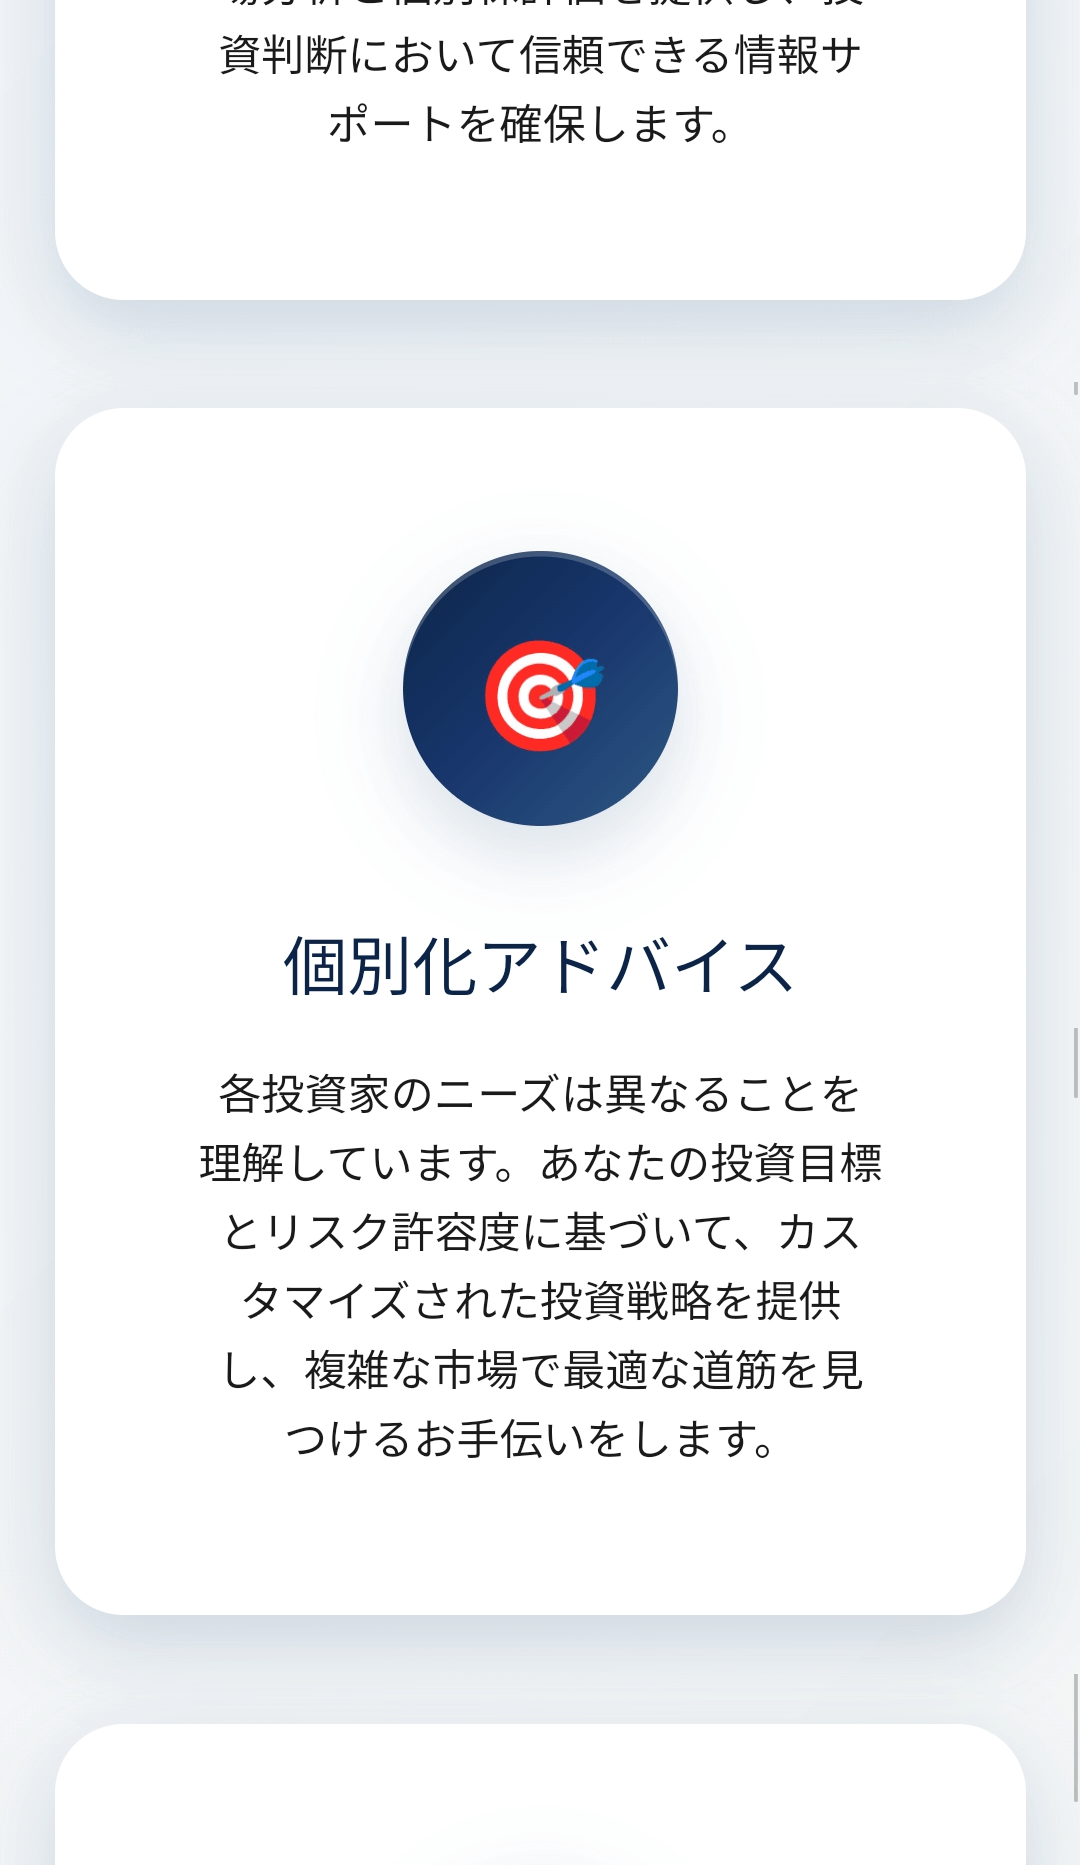 資判断において信頼できる情報サ
ポートを確保します。
個別化アドバイス
各投資家のニーズは異なることを
理解しています。あなたの投資目標
とリスク許容度に基づいて、カス
タマイズされた投資戦略を提供
し、複雑な市場で最適な道筋を見
つけるお手伝いをします。